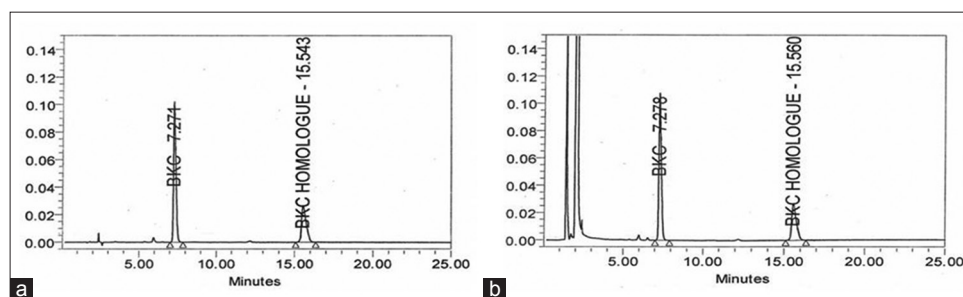 0.14
0.12
0.10
0.08
0.06
0.04
0.02
0.00
BKC 7.271
BKC HOMOLOGUE - 15.543
5.00 10.00 15.00 20.00 25.00
Minutes
a
0.14
0.12
0.10
0.08
0.06
0.04
0.02
0.00
BKC 7.278
BKC HOMOLOGUE - 15.560
5.00 10.00 15.00 20.00 25.00
Minutes
b